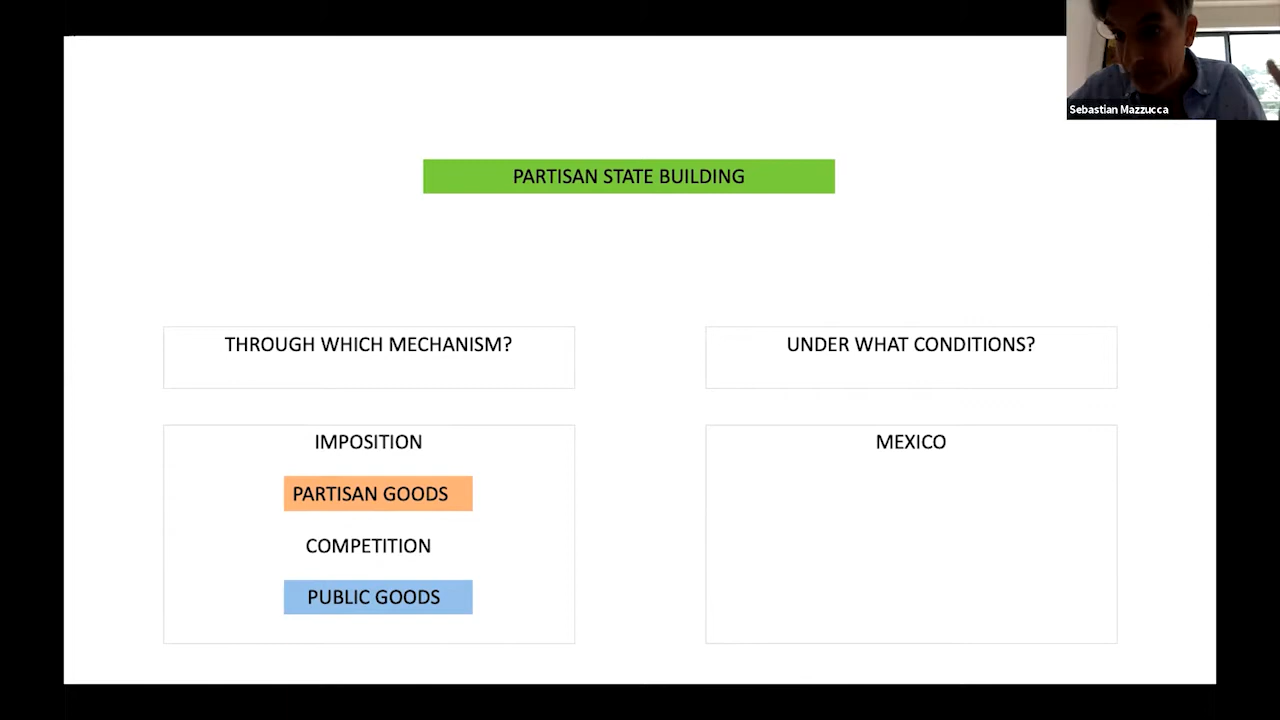 Sebastian Mazzucca
PARTISAN STATE BUILDING
THROUGH WHICH MECHANISM?
UNDER WHAT CONDITIONS?
IMPOSITION
PARTISAN GOODS
COMPETITION
PUBLIC GOODS
MEXICO